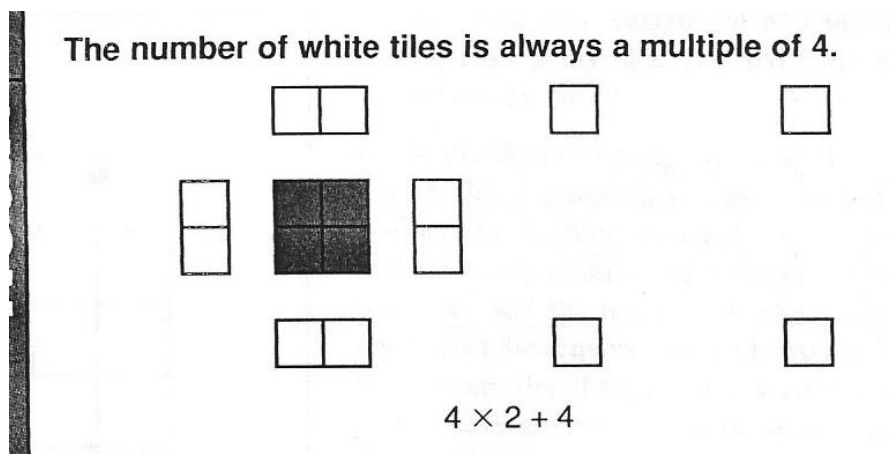 The number of white tiles is always a multiple of 4.
4 × 2 + 4